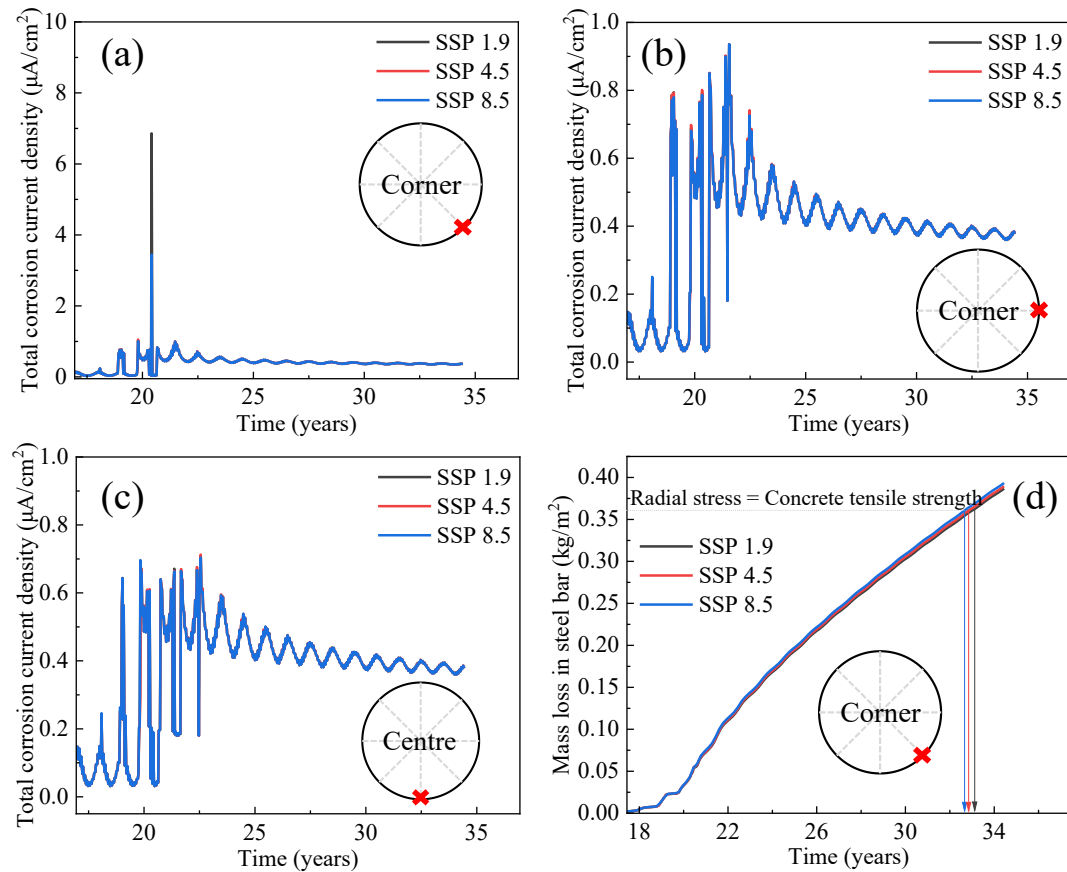 (a)
Total corrosion current density (μA/cm²)
10
8
6
4
2
0
SSP 1.9
SSP 4.5
SSP 8.5
Corner
20
25
30
35
Time (years)
(b)
Total corrosion current density (μA/cm²)
1.0
0.8
0.6
0.4
0.2
0.0
SSP 1.9
SSP 4.5
SSP 8.5
Corner
20
25
30
35
Time (years)
(c)
Total corrosion current density (μA/cm²)
1.0
0.8
0.6
0.4
0.2
0.0
SSP 1.9
SSP 4.5
SSP 8.5
Centre
20
25
30
35
Time (years)
(d)
Mass loss in steel bar (kg/m²)
0.40
0.35
0.30
0.25
0.20
0.15
0.10
0.05
0.00
Radial stress = Concrete tensile strength
SSP 1.9
SSP 4.5
SSP 8.5
Corner
18
22
26
30
34
Time (years)